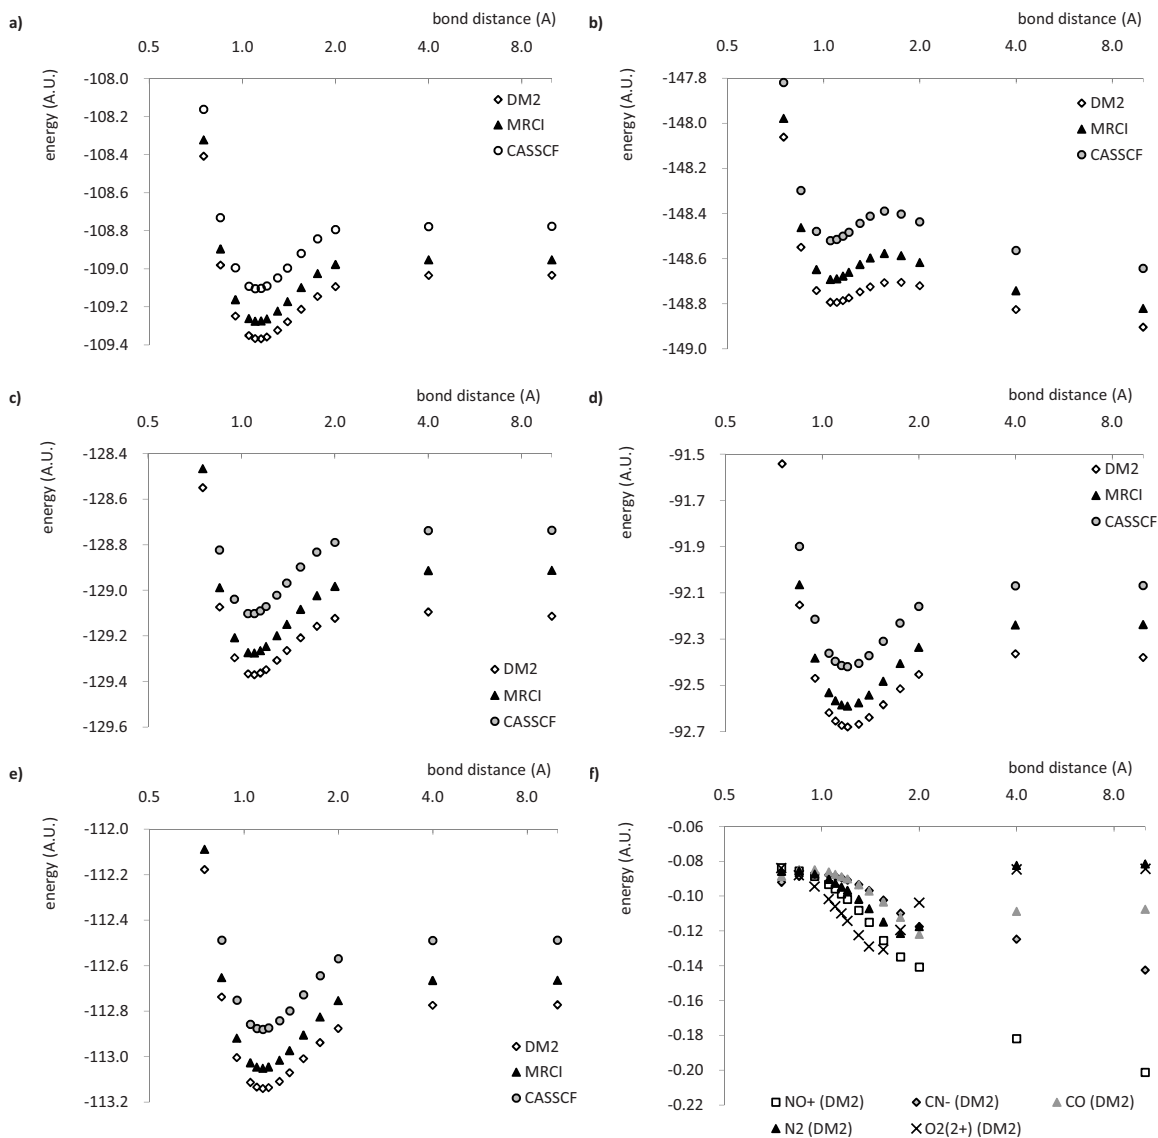 a)
bond distance (A)
0.5 1.0 2.0 4.0 8.0
energy (A.U.)
-108.0
-108.2
-108.4
-108.6
-108.8
-109.0
-109.2
-109.4
DM2
MRCI
CASSCF
b)
bond distance (A)
0.5 1.0 2.0 4.0 8.0
energy (A.U.)
-147.8
-148.0
-148.2
-148.4
-148.6
-148.8
-149.0
DM2
MRCI
CASSCF
c)
bond distance (A)
0.5 1.0 2.0 4.0 8.0
energy (A.U.)
-128.4
-128.6
-128.8
-129.0
-129.2
-129.4
-129.6
DM2
MRCI
CASSCF
d)
bond distance (A)
0.5 1.0 2.0 4.0 8.0
energy (A.U.)
-91.5
-91.7
-91.9
-92.1
-92.3
-92.5
-92.7
DM2
MRCI
CASSCF
e)
bond distance (A)
0.5 1.0 2.0 4.0 8.0
energy (A.U.)
-112.0
-112.2
-112.4
-112.6
-112.8
-113.0
-113.2
DM2
MRCI
CASSCF
f)
bond distance (A)
0.5 1.0 2.0 4.0 8.0
energy (A.U.)
-0.06
-0.08
-0.10
-0.12
-0.14
-0.16
-0.18
-0.20
-0.22
NO+ (DM2) CN- (DM2) CO (DM2)
N2 (DM2) O2(2+) (DM2)